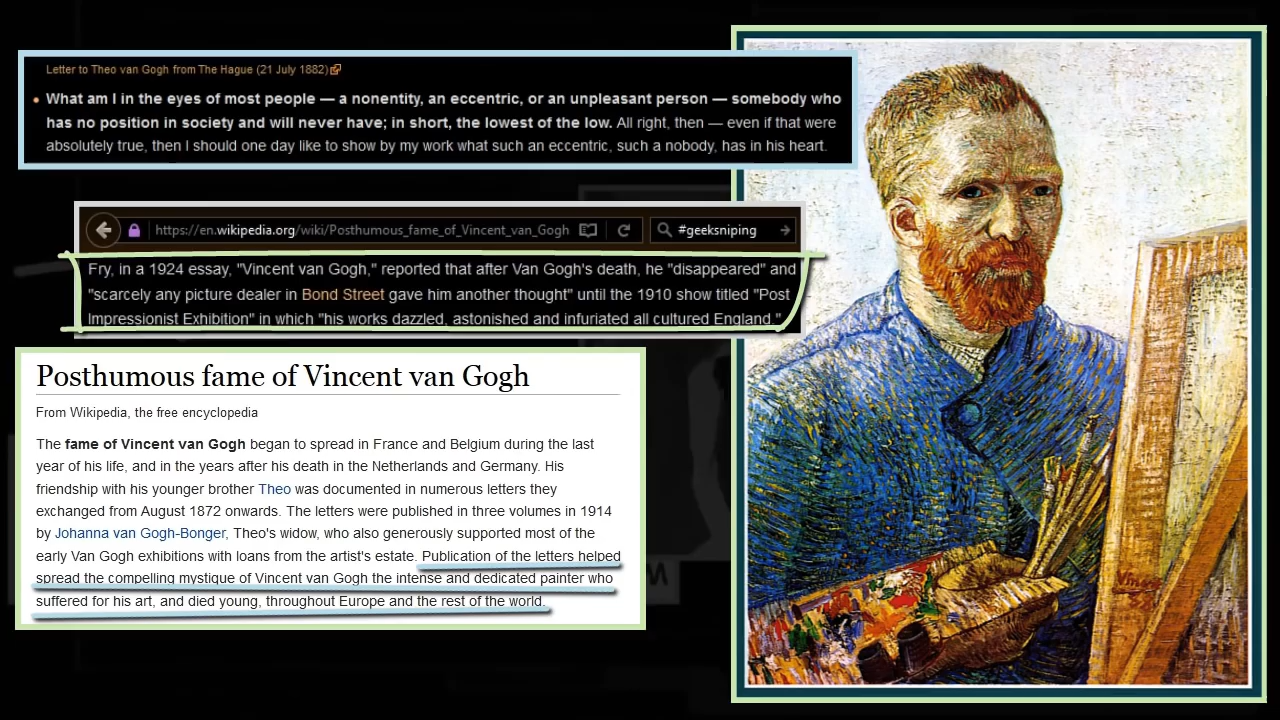 Letter to Theo van Gogh from The Hague (21 July 1882)
What am I in the eyes of most people — a nonentity, an eccentric, or an unpleasant person — somebody who
has no position in society and will never have; in short, the lowest of the low. All right, then — even if that were
absolutely true, then I should one day like to show by my work what such an eccentric, such a nobody, has in his heart.
https://en.wikipedia.org/wiki/Posthumous_fame_of_Vincent_van_Gogh #geeksniping
Fry, in a 1924 essay, "Vincent van Gogh," reported that after Van Gogh's death, he "disappeared" and
"scarcely any picture dealer in Bond Street gave him another thought" until the 1910 show titled "Post
Impressionist Exhibition" in which "his works dazzled, astonished and infuriated all cultured England."
Posthumous fame of Vincent van Gogh
From Wikipedia, the free encyclopedia
The fame of Vincent van Gogh began to spread in France and Belgium during the last
year of his life, and in the years after his death in the Netherlands and Germany. His
friendship with his younger brother Theo was documented in numerous letters they
exchanged from August 1872 onwards. The letters were published in three volumes in 1914
by Johanna van Gogh-Bonger, Theo's widow, who also generously supported most of the
early Van Gogh exhibitions with loans from the artist's estate. Publication of the letters helped
spread the compelling mystique of Vincent van Gogh the intense and dedicated painter who
suffered for his art, and died young, throughout Europe and the rest of the world.
Vincent